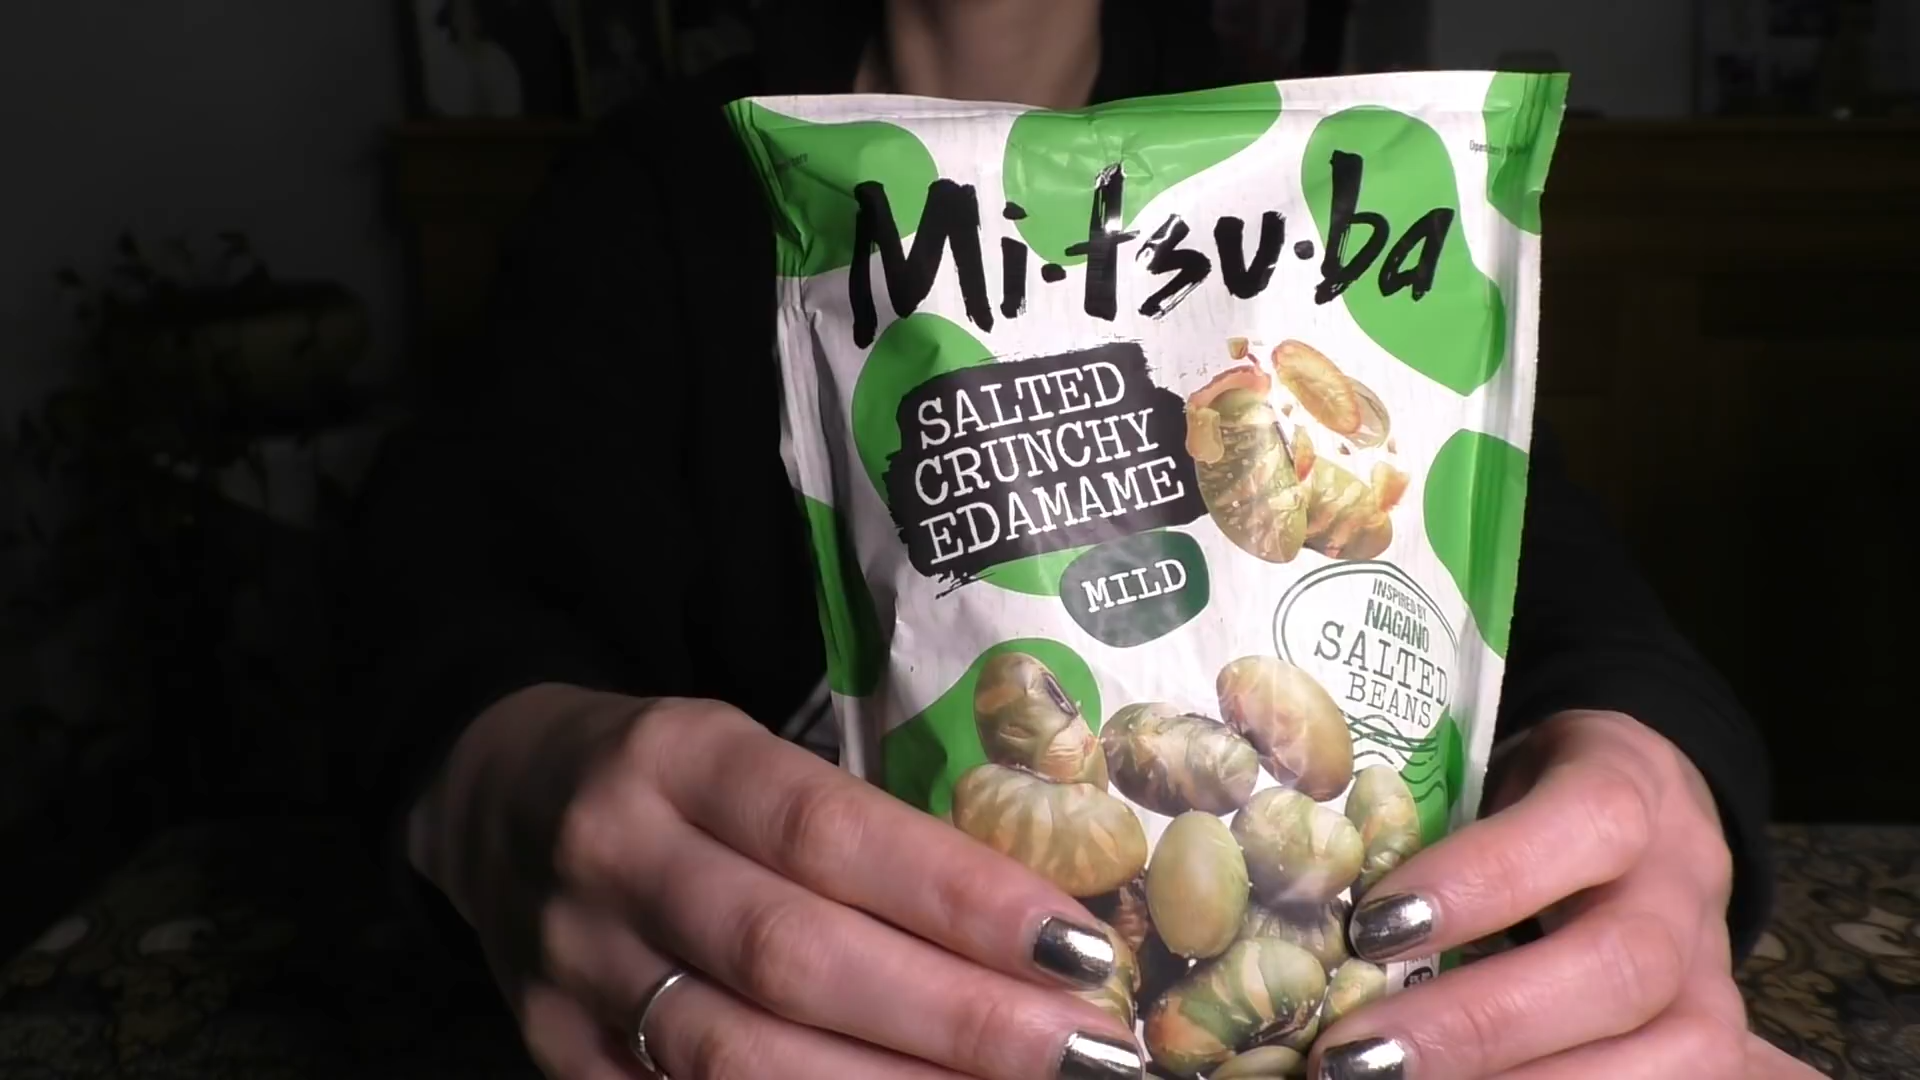 Mi·tsu·ba
SALTED
CRUNCHY
EDAMAME
MILD
INSPIRED BY
NAGANO
SALTED
BEANS